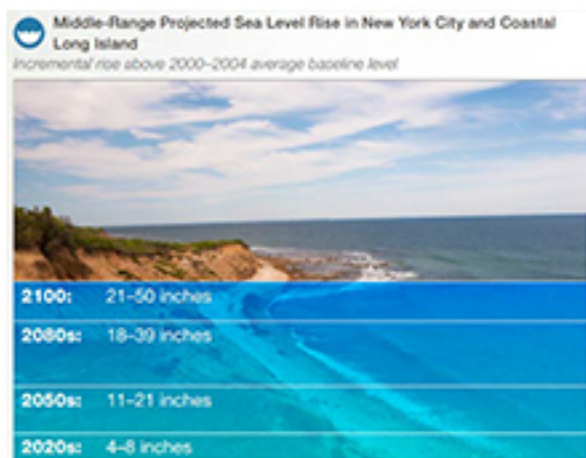 Middle-Range Projected Sea Level Rise in New York City and Coastal
Long Island
Incremental rise above 2000–2004 average baseline level
2100: 21–50 inches
2080s: 18–39 inches
2050s: 11–21 inches
2020s: 4–8 inches